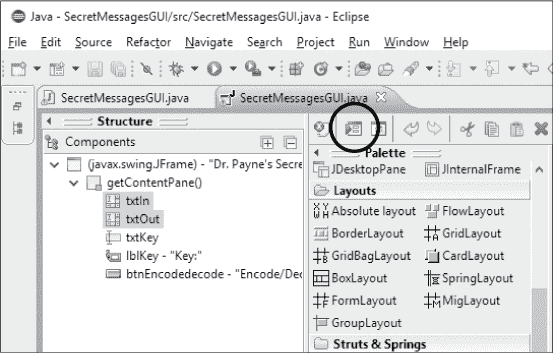 Java - SecretMessagesGUI/src/SecretMessagesGUI.java - Eclipse
File Edit Source Refactor Navigate Search Project Run Window Help
SecretMessagesGUI.java SecretMessagesGUI.java
Structure
Components
(javax.swing.JFrame) - "Dr. Payne's Secre
getContentPane()
txtIn
txtOut
txtKey
lblKey - "Key:"
btnEncodedecode - "Encode/Dec
Palette
JDesktopPane JInternalFrame
Layouts
Absolute layout FlowLayout
BorderLayout GridLayout
GridBagLayout CardLayout
BoxLayout SpringLayout
FormLayout MigLayout
GroupLayout
Struts & Springs